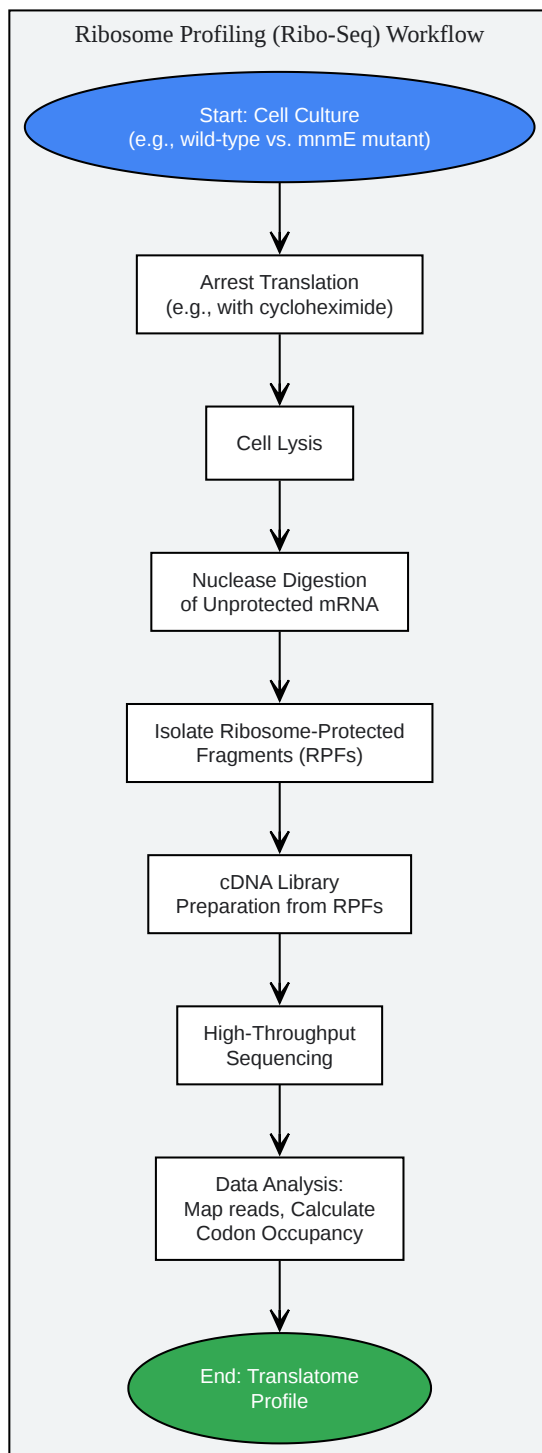 Ribosome Profiling (Ribo-Seq) Workflow
Start: Cell Culture
(e.g., wild-type vs. mnmE mutant)
Arrest Translation
(e.g., with cycloheximide)
Cell Lysis
Nuclease Digestion
of Unprotected mRNA
Isolate Ribosome-Protected
Fragments (RPFs)
cDNA Library
Preparation from RPFs
High-Throughput
Sequencing
Data Analysis:
Map reads, Calculate
Codon Occupancy
End: Translatome
Profile